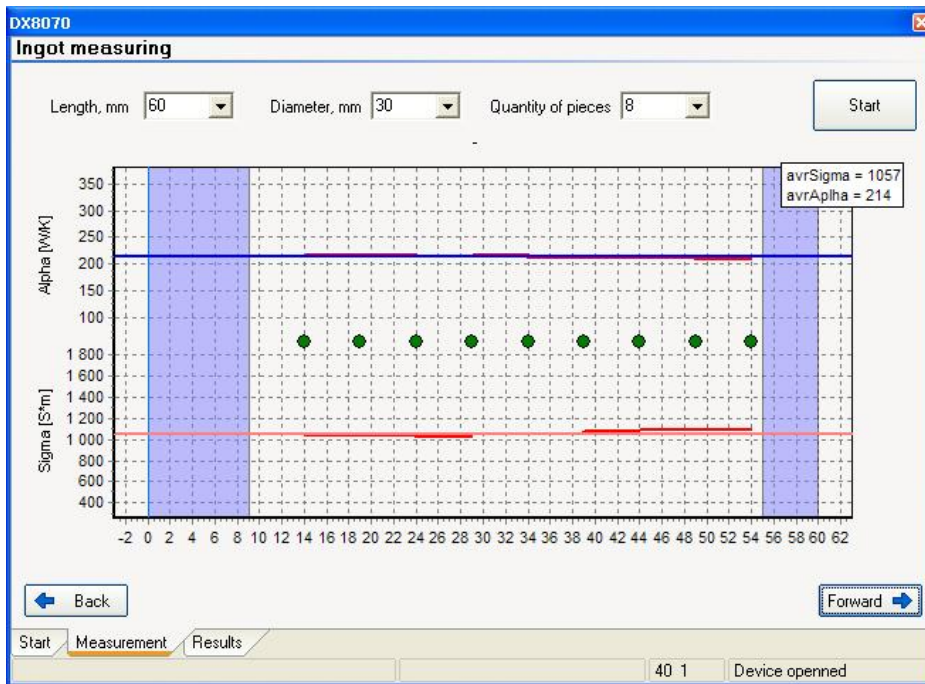 DX8070
Ingot measuring
Length, mm 60 Diameter, mm 30 Quantity of pieces 8 Start
-
avrSigma = 1057
avrAplha = 214
Alpha [W/K]
350
300
250
200
150
100
Sigma [S*m]
1 800
1 600
1 400
1 200
1 000
800
600
400
-2 0 2 4 6 8 10 12 14 16 18 20 22 24 26 28 30 32 34 36 38 40 42 44 46 48 50 52 54 56 58 60 62
Back Forward
Start Measurement Results
40 1 Device openned